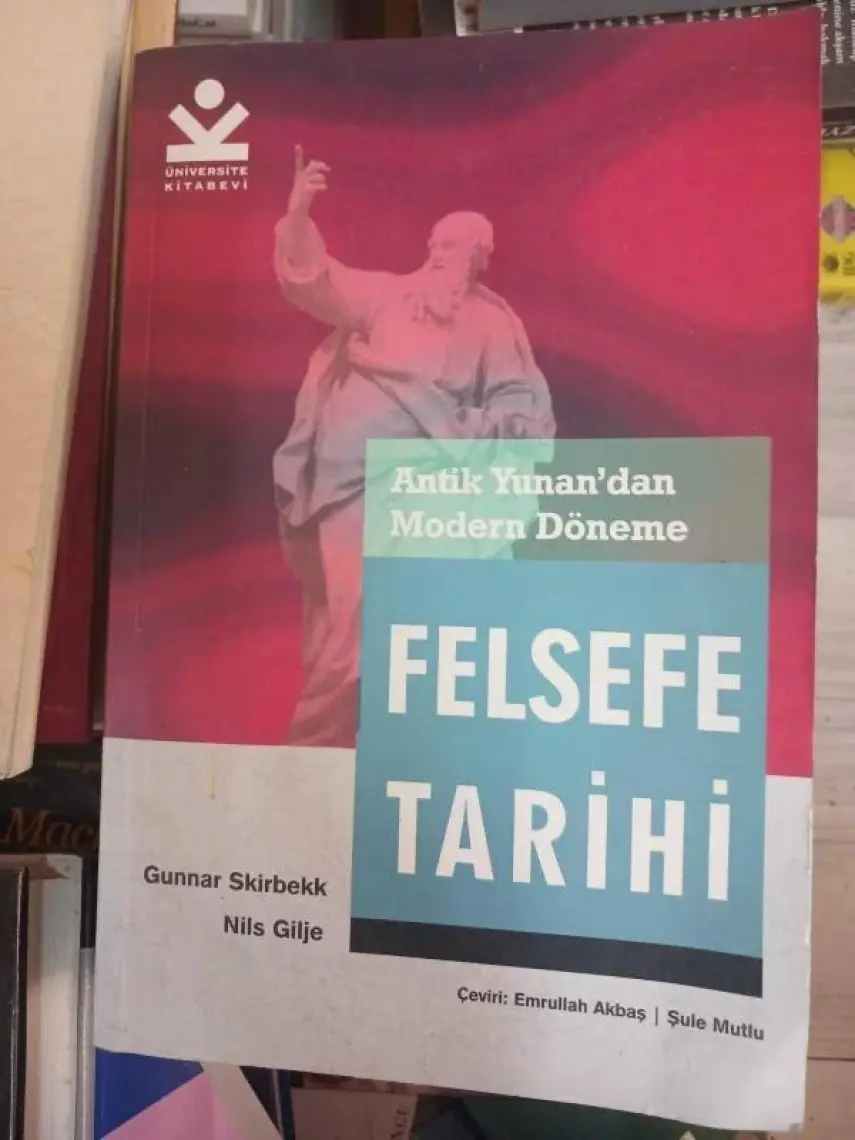 ÜNİVERSİTE
KİTABEVİ
Antik Yunan'dan
Modern Döneme
FELSEFE
TARİHİ
Gunnar Skirbekk
Nils Gilje
Çeviri: Emrullah Akbaş | Şule Mutlu
Mac